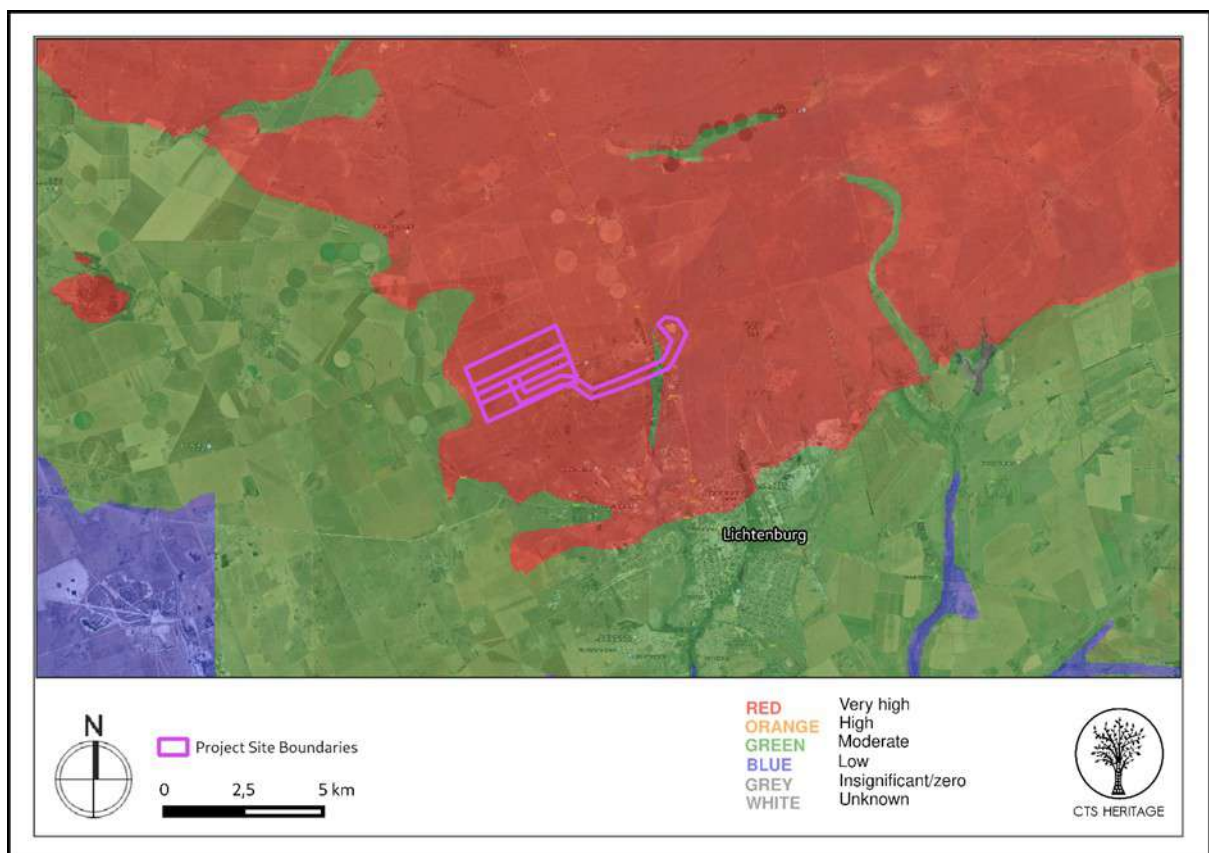 Lichtenburg
N
Project Site Boundaries
0 2,5 5 km
RED Very high
ORANGE High
GREEN Moderate
BLUE Low
GREY Insignificant/zero
WHITE Unknown
CTS HERITAGE